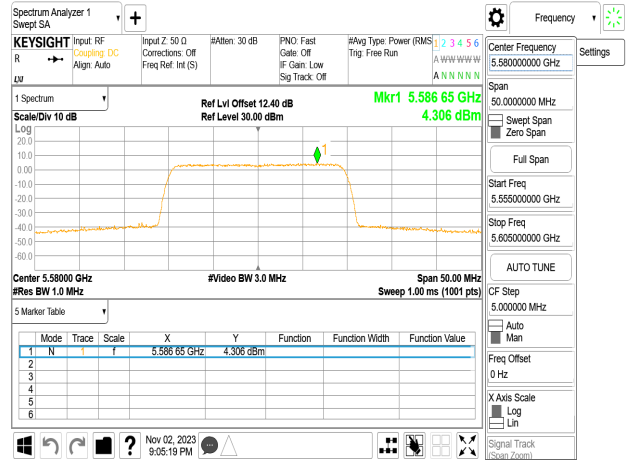 Spectrum Analyzer 1
Swept SA
Frequency
KEYSIGHT
R
Input: RF
Coupling: DC
Align: Auto
Input Z: 50 Ω
Corrections: Off
Freq Ref: Int (S)
#Atten: 30 dB
PNO: Fast
Gate: Off
IF Gain: Low
Sig Track: Off
#Avg Type: Power (RMS
Trig: Free Run
1 2 3 4 5 6
A W W W W W
A N N N N N
Center Frequency
5.580000000 GHz
Settings
Span
50.0000000 MHz
Swept Span
Zero Span
Full Span
Start Freq
5.555000000 GHz
Stop Freq
5.605000000 GHz
AUTO TUNE
CF Step
5.000000 MHz
Auto
Man
Freq Offset
0 Hz
X Axis Scale
Log
Lin
Signal Track
(Span Zoom)
1 Spectrum
Scale/Div 10 dB
Ref Lvl Offset 12.40 dB
Ref Level 30.00 dBm
Mkr1 5.586 65 GHz
4.306 dBm
Log
20.0
10.0
0.00
-10.0
-20.0
-30.0
-40.0
-50.0
-60.0
1
Center 5.58000 GHz
#Video BW 3.0 MHz
Span 50.00 MHz
#Res BW 1.0 MHz
Sweep 1.00 ms (1001 pts)
5 Marker Table
Mode Trace Scale X Y Function Function Width Function Value
1 N 1 f 5.586 65 GHz 4.306 dBm
2
3
4
5
6
?
Nov 02, 2023
9:05:19 PM